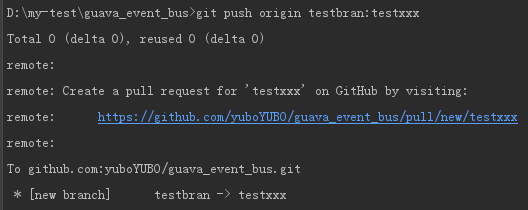 D:\my-test\guava_event_bus>git push origin testbran:testxxx
Total 0 (delta 0), reused 0 (delta 0)
remote:
remote: Create a pull request for 'testxxx' on GitHub by visiting:
remote:      https://github.com/yuboYUBO/guava_event_bus/pull/new/testxxx
remote:
To github.com:yuboYUBO/guava_event_bus.git
 * [new branch]      testbran -> testxxx